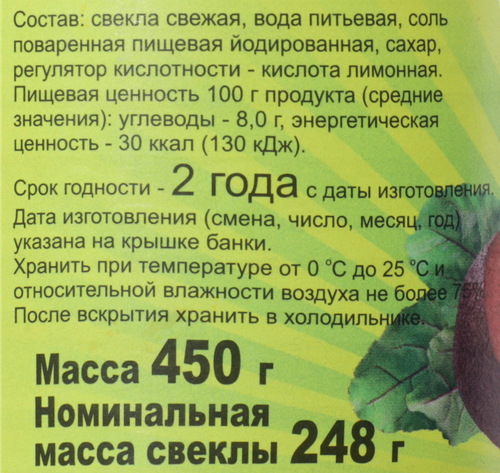 Состав: свекла свежая, вода питьевая, соль
поваренная пищевая йодированная, сахар,
регулятор кислотности - кислота лимонная.
Пищевая ценность 100 г продукта (средние
значения): углеводы - 8,0 г, энергетическая
ценность - 30 ккал (130 кДж).
Срок годности - 2 года с даты изготовления.
Дата изготовления (смена, число, месяц, год)
указана на крышке банки.
Хранить при температуре от 0 °С до 25 °С и
относительной влажности воздуха не более 75%
После вскрытия хранить в холодильнике.
Масса 450 г
Номинальная
масса свеклы 248 г